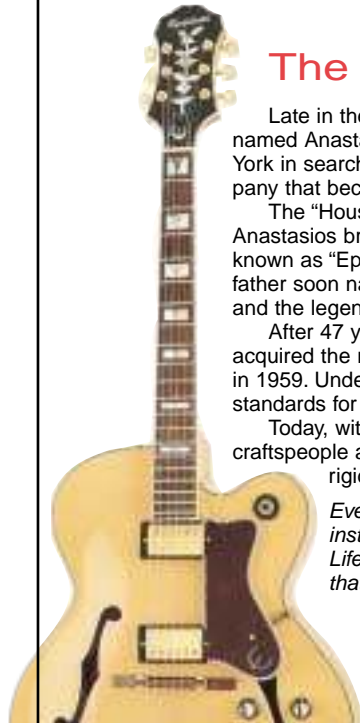 The
Late in the
named Anasta
York in search
pany that bec
The “Hous
Anastasios br
known as “Ep
father soon na
and the legen
After 47 y
acquired the r
in 1959. Unde
standards for
Today, wit
craftspeople a
rigi
Eve
inst
Life
tha